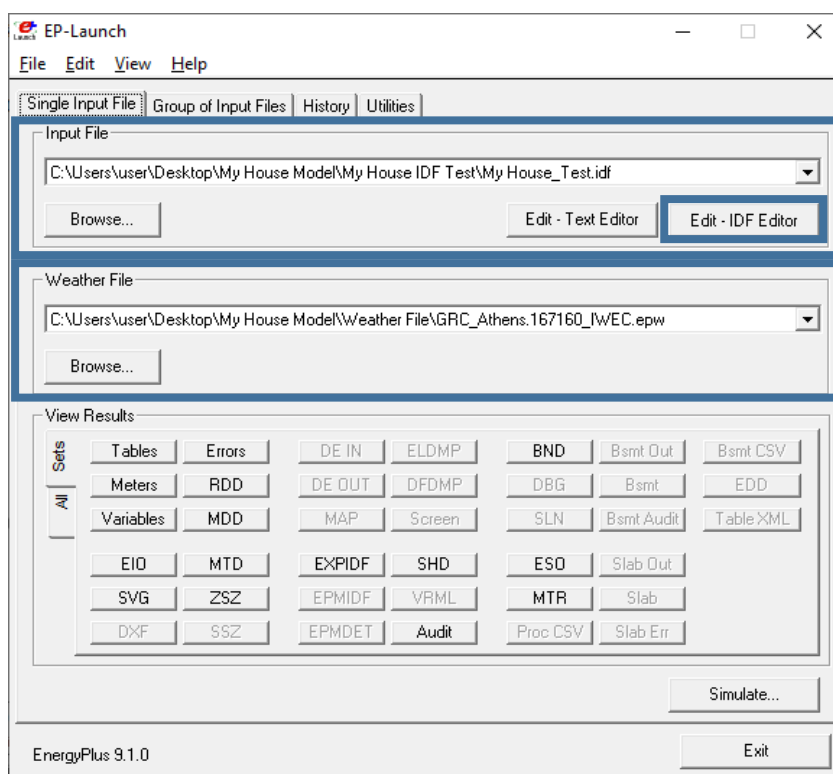 EP-Launch
File Edit View Help
Single Input File Group of Input Files History Utilities
Input File
C:\Users\user\Desktop\My House Model\My House IDF Test\My House_Test.idf
Browse... Edit - Text Editor Edit - IDF Editor
Weather File
C:\Users\user\Desktop\My House Model\Weather File\GRC_Athens.167160_IWEC.epw
Browse...
View Results
Sets
All
Tables Errors DE IN ELDMP BND Bsmt Out Bsmt CSV
Meters RDD DE OUT DFDMP DBG Bsmt EDD
Variables MDD MAP Screen SLN Bsmt Audit Table XML
EIO MTD EXPIDF SHD ESO Slab Out
SVG ZSZ EPMIDF VRML MTR Slab
DXF SSZ EPMDET Audit Proc CSV Slab Err
Simulate...
EnergyPlus 9.1.0 Exit